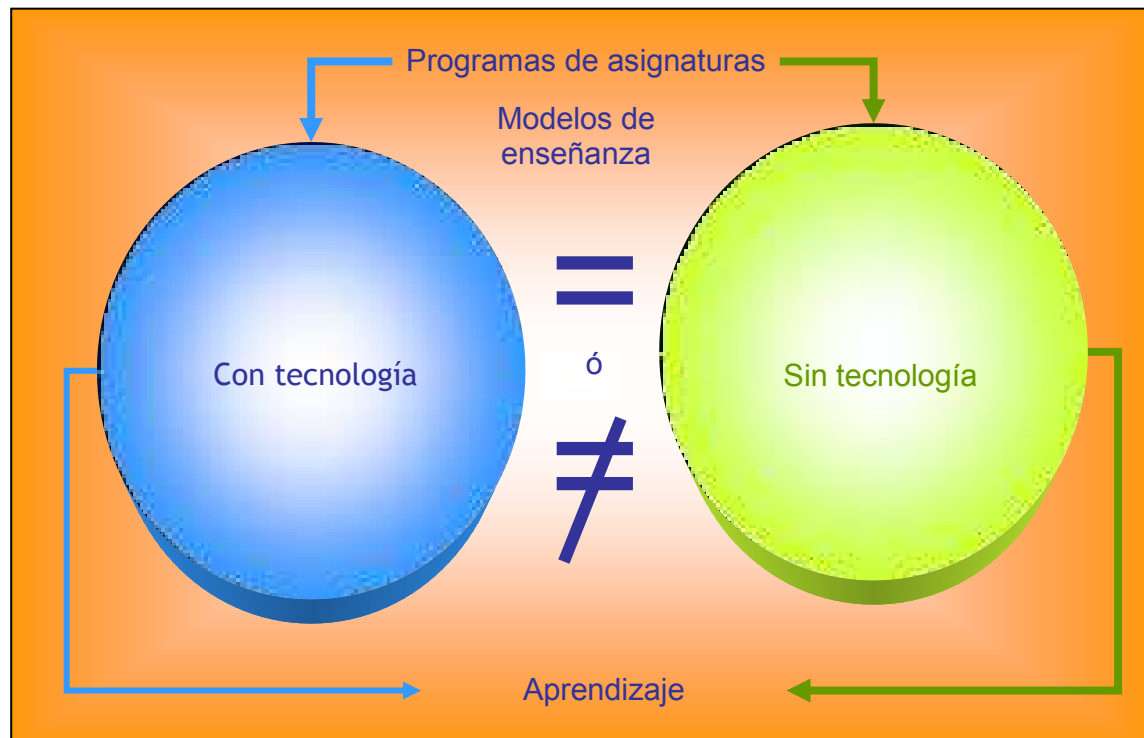 Programas de asignaturas
Modelos de
enseñanza
=
Con tecnología
ó
Sin tecnología
≠
Aprendizaje